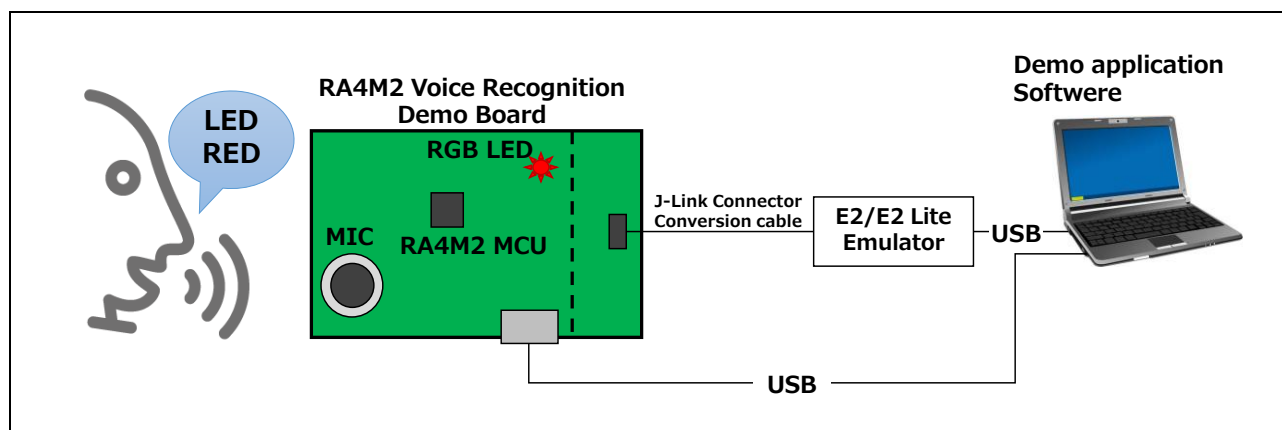 LED
RED
RA4M2 Voice Recognition
Demo Board
RGB LED
MIC
RA4M2 MCU
J-Link Connector
Conversion cable
E2/E2 Lite
Emulator
USB
Demo application
Softwere
USB